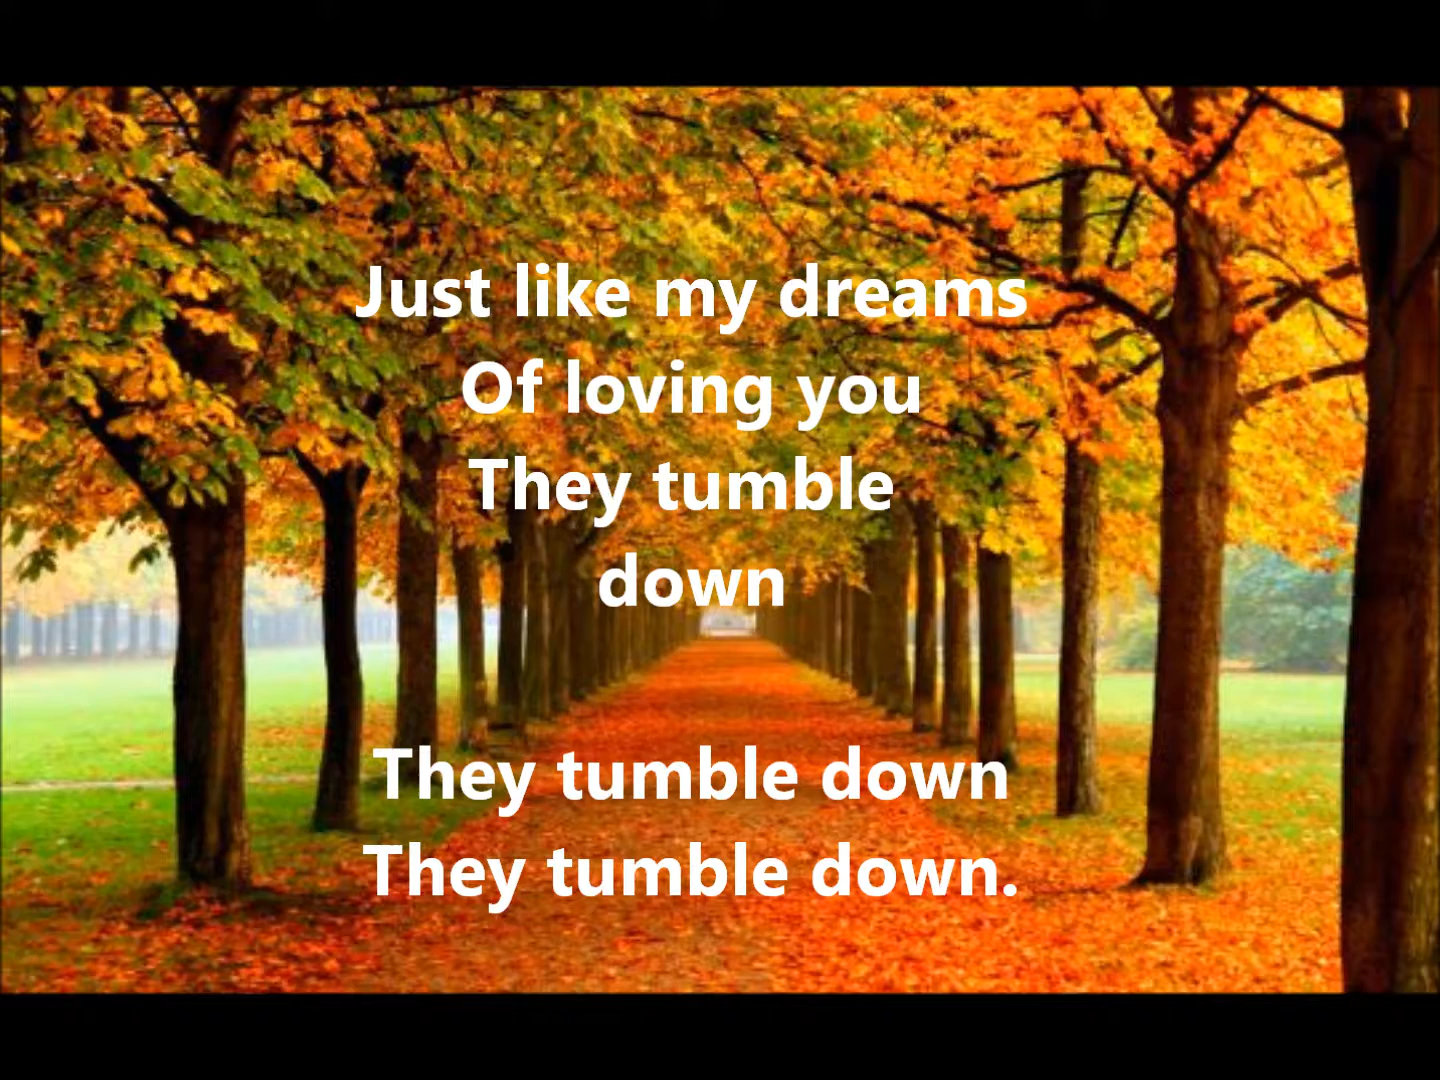 Just like my dreams
Of loving you
They tumble
down
They tumble down
They tumble down.